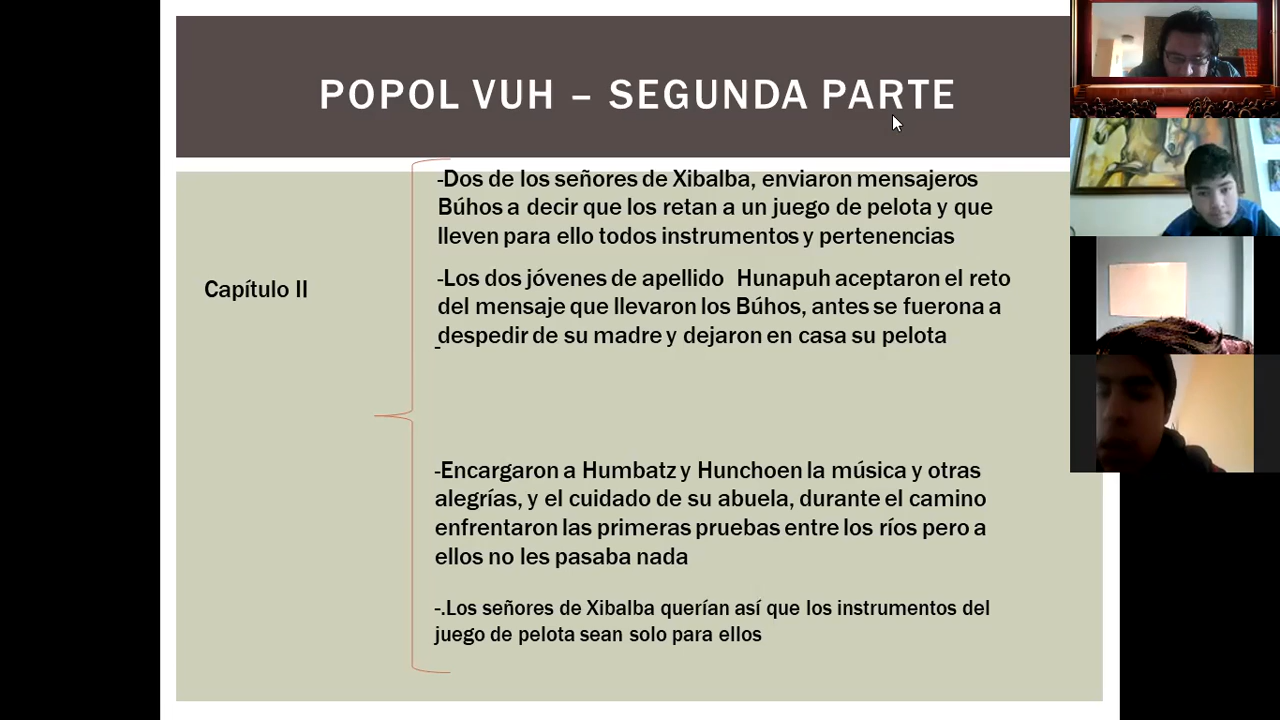 POPOL VUH – SEGUNDA PARTE
Capítulo II
-Dos de los señores de Xibalba, enviaron mensajeros
Búhos a decir que los retan a un juego de pelota y que
lleven para ello todos instrumentos y pertenencias
-Los dos jóvenes de apellido Hunapuh aceptaron el reto
del mensaje que llevaron los Búhos, antes se fuerona a
despedir de su madre y dejaron en casa su pelota
-
-Encargaron a Humbatz y Hunchoen la música y otras
alegrías, y el cuidado de su abuela, durante el camino
enfrentaron las primeras pruebas entre los ríos pero a
ellos no les pasaba nada
-.Los señores de Xibalba querían así que los instrumentos del
juego de pelota sean solo para ellos